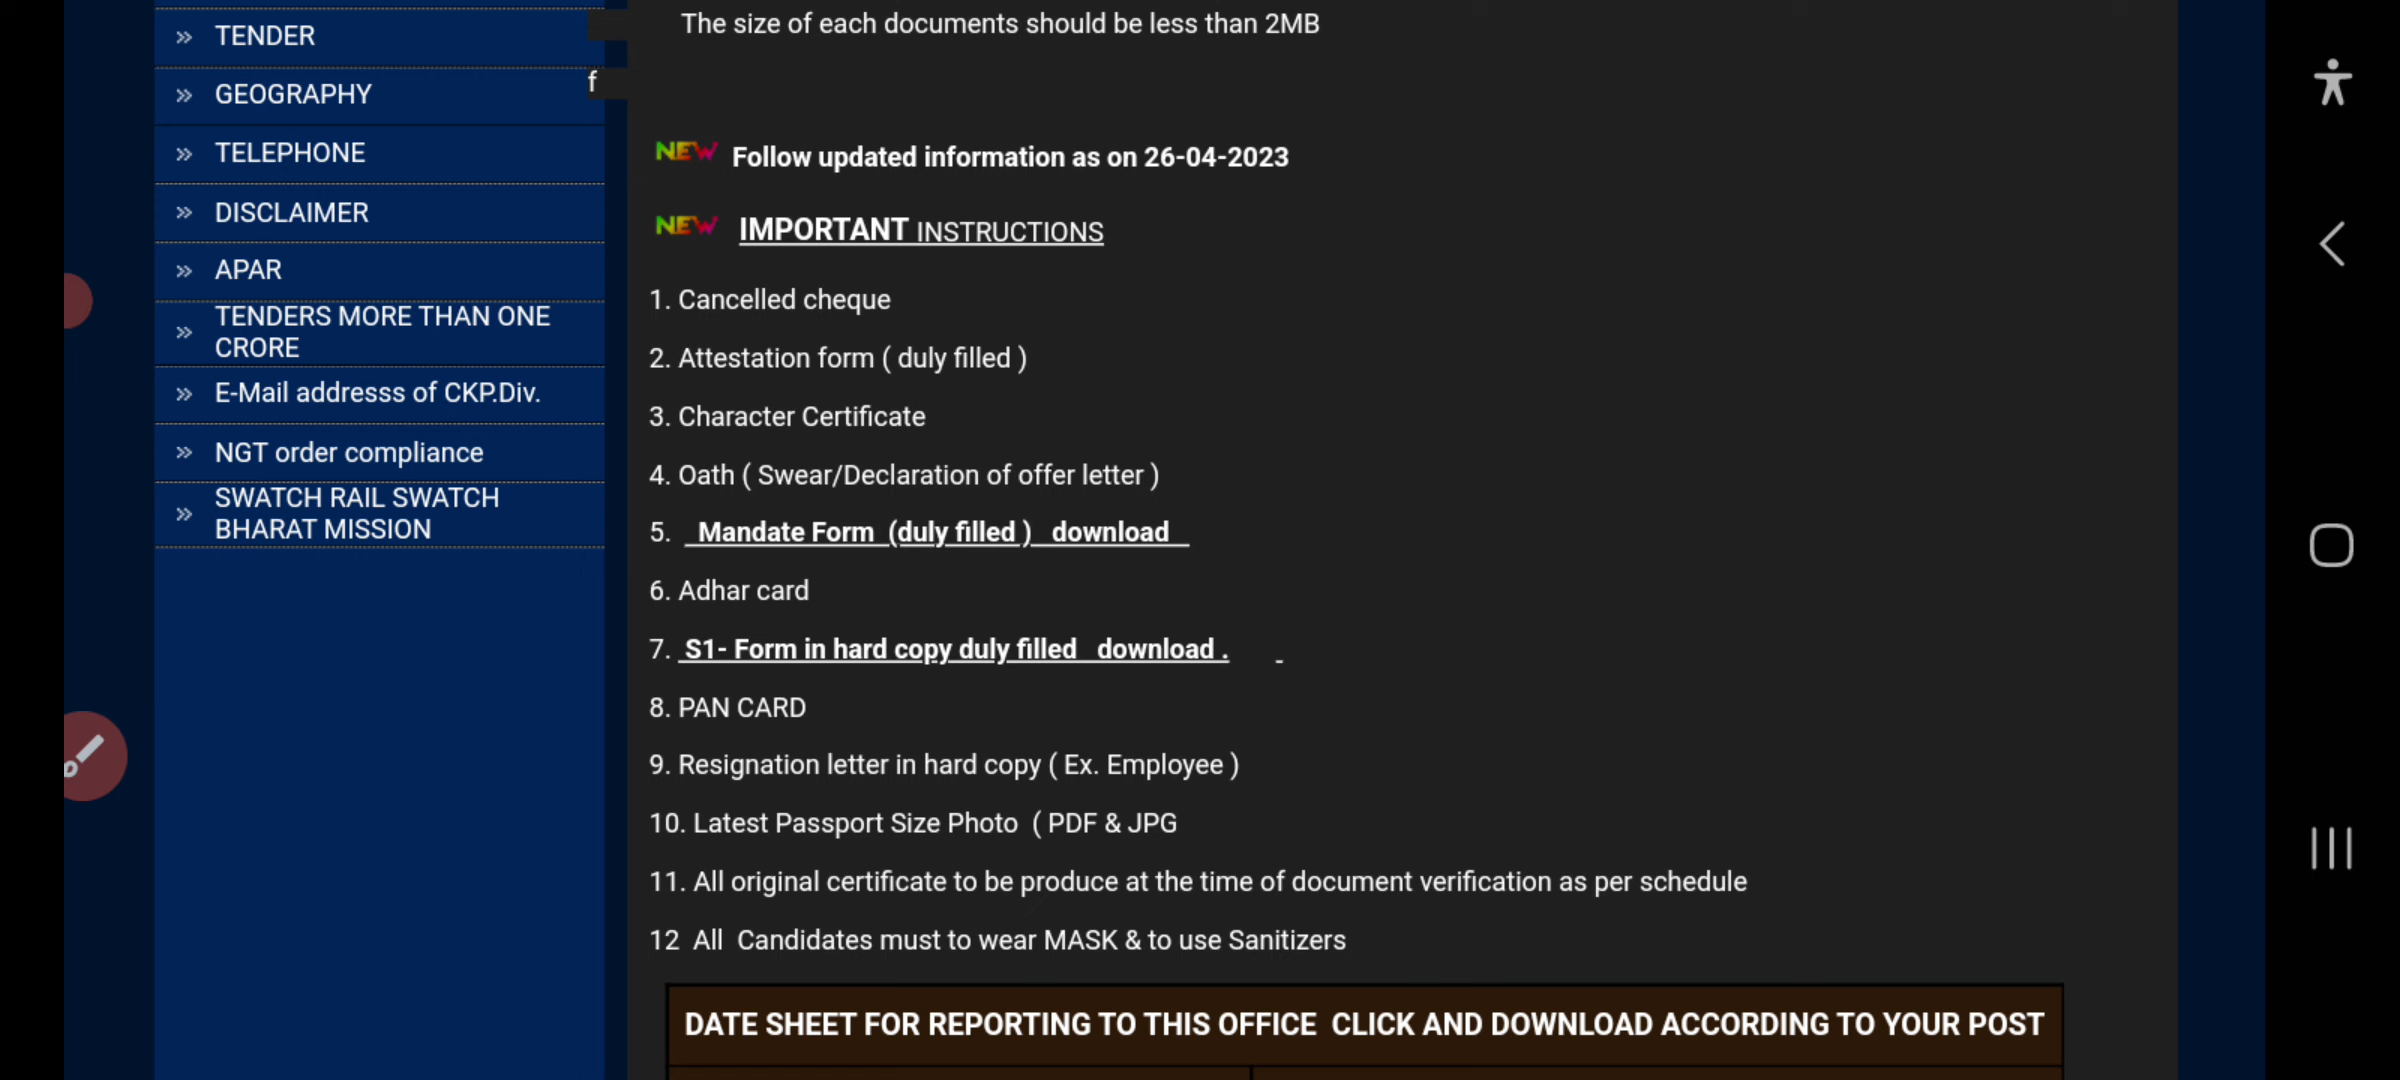 TENDER
GEOGRAPHY
TELEPHONE
DISCLAIMER
APAR
TENDERS MORE THAN ONE
CRORE
E-Mail addresss of CKP.Div.
NGT order compliance
SWATCH RAIL SWATCH
BHARAT MISSION
f
The size of each documents should be less than 2MB
NEW Follow updated information as on 26-04-2023
NEW IMPORTANT INSTRUCTIONS
1. Cancelled cheque
2. Attestation form ( duly filled )
3. Character Certificate
4. Oath ( Swear/Declaration of offer letter )
5. Mandate Form (duly filled ) download
6. Adhar card
7. S1- Form in hard copy duly filled download .
8. PAN CARD
9. Resignation letter in hard copy ( Ex. Employee )
10. Latest Passport Size Photo ( PDF & JPG
11. All original certificate to be produce at the time of document verification as per schedule
12 All Candidates must to wear MASK & to use Sanitizers
DATE SHEET FOR REPORTING TO THIS OFFICE CLICK AND DOWNLOAD ACCORDING TO YOUR POST